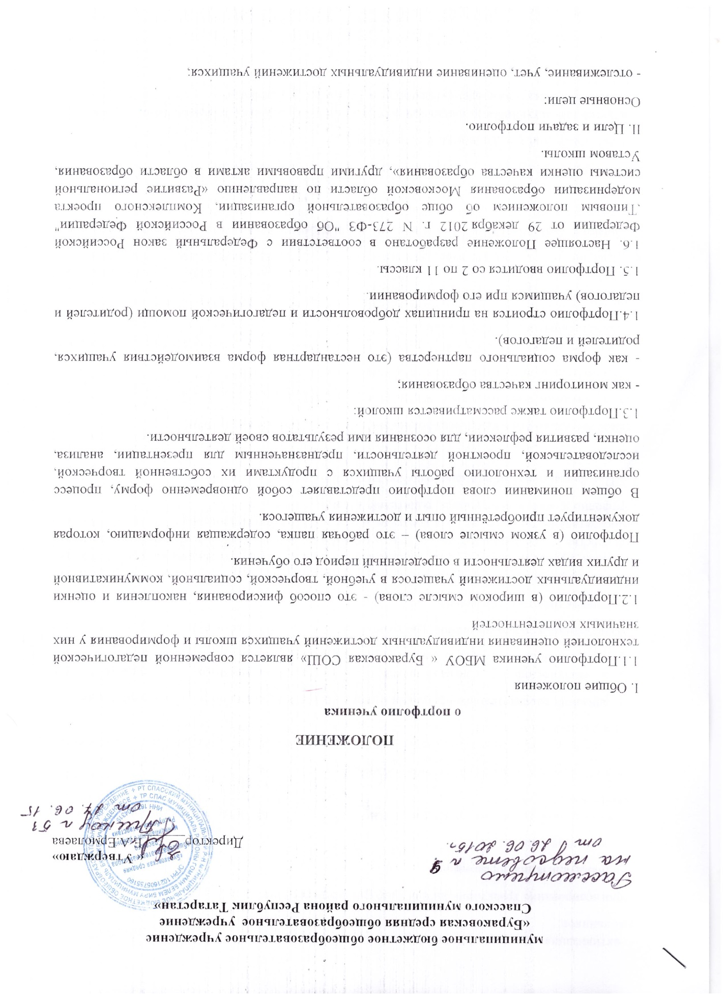 муниципальное бюджетное общеобразовательное учреждение
«Бураковская средняя общеобразовательное учреждение
Спасского муниципального района Республик Татарстан»
Рассмотрено
на педсовете № 9
от 26.06.2015г.
« Утверждаю»
Директор Е.А.Ермолаева
Приказ № 53
от 27.06.15
ПОЛОЖЕНИЕ
о портфолио ученика
I. Общие положения
1.1.Портфолио ученика МБОУ « Бураковская СОШ» является современной педагогической
технологией оценивания индивидуальных достижений учащихся школы и формирования у них
значимых компетентностей
1.2.Портфолио (в широком смысле слова) - это способ фиксирования, накопления и оценки
индивидуальных достижений учащегося в учебной, творческой, социальной, коммуникативной
и других видах деятельности в определенный период его обучения.
Портфолио (в узком смысле слова) – это рабочая папка, содержащая информацию, которая
документирует приобретённый опыт и достижения учащегося.
В общем понимании слова портфолио представляет собой одновременно форму, процесс
организации и технологию работы учащихся с продуктами их собственной творческой,
исследовательской, проектной деятельности, предназначенным для презентации, анализа,
оценки, развития рефлексии, для осознания ими результатов своей деятельности.
1.3.Портфолио также рассматривается школой:
- как мониторинг качества образования;
- как форма социального партнерства (это нестандартная форма взаимодействия учащихся,
родителей и педагогов).
1.4.Портфолио строится на принципах добровольности и педагогической помощи (родителей и
педагогов) учащимся при его формировании.
1.5. Портфолио вводится со 2 по 11 классы.
1.6. Настоящее Положение разработано в соответствии с Федеральный закон Российской
Федерации от 29 декабря 2012 г. N 273-ФЗ "Об образовании в Российской Федерации"
.Типовым положением об обще образовательной организации, Комплексного проекта
модернизации образования Московской области по направлению «Развитие региональной
системы оценки качества образования», другими правовыми актами в области образования,
Уставом школы.
II. Цели и задачи портфолио.
Основные цели:
- отслеживание, учет, оценивание индивидуальных достижений учащихся;